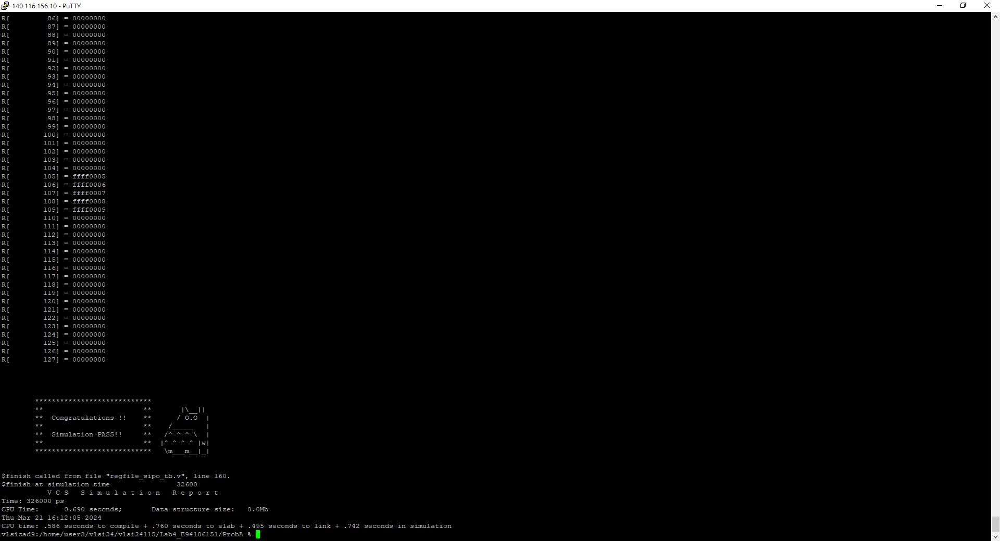 140.116.156.10 - PuTTY
R[         86] = 00000000
R[         87] = 00000000
R[         88] = 00000000
R[         89] = 00000000
R[         90] = 00000000
R[         91] = 00000000
R[         92] = 00000000
R[         93] = 00000000
R[         94] = 00000000
R[         95] = 00000000
R[         96] = 00000000
R[         97] = 00000000
R[         98] = 00000000
R[         99] = 00000000
R[        100] = 00000000
R[        101] = 00000000
R[        102] = 00000000
R[        103] = 00000000
R[        104] = 00000000
R[        105] = ffff0005
R[        106] = ffff0006
R[        107] = ffff0007
R[        108] = ffff0008
R[        109] = ffff0009
R[        110] = 00000000
R[        111] = 00000000
R[        112] = 00000000
R[        113] = 00000000
R[        114] = 00000000
R[        115] = 00000000
R[        116] = 00000000
R[        117] = 00000000
R[        118] = 00000000
R[        119] = 00000000
R[        120] = 00000000
R[        121] = 00000000
R[        122] = 00000000
R[        123] = 00000000
R[        124] = 00000000
R[        125] = 00000000
R[        126] = 00000000
R[        127] = 00000000
        ****************************
        **                        **       |\__||
        **  Congratulations !!    **      / O.O  |
        **                        **    /_____   |
        **  Simulation PASS!!     **   /^ ^ ^ \  |
        **                        **  |^ ^ ^ ^ |w|
        ****************************   \m___m__|_|
$finish called from file "regfile_sipo_tb.v", line 160.
$finish at simulation time                32600
           V C S   S i m u l a t i o n   R e p o r t
Time: 326000 ps
CPU Time:      0.690 seconds;       Data structure size:   0.0Mb
Thu Mar 21 16:12:05 2024
CPU time: .586 seconds to compile + .760 seconds to elab + .495 seconds to link + .742 seconds in simulation
vlsicad9:/home/user2/vlsi24/vlsi24115/Lab4_E94106151/ProbA %